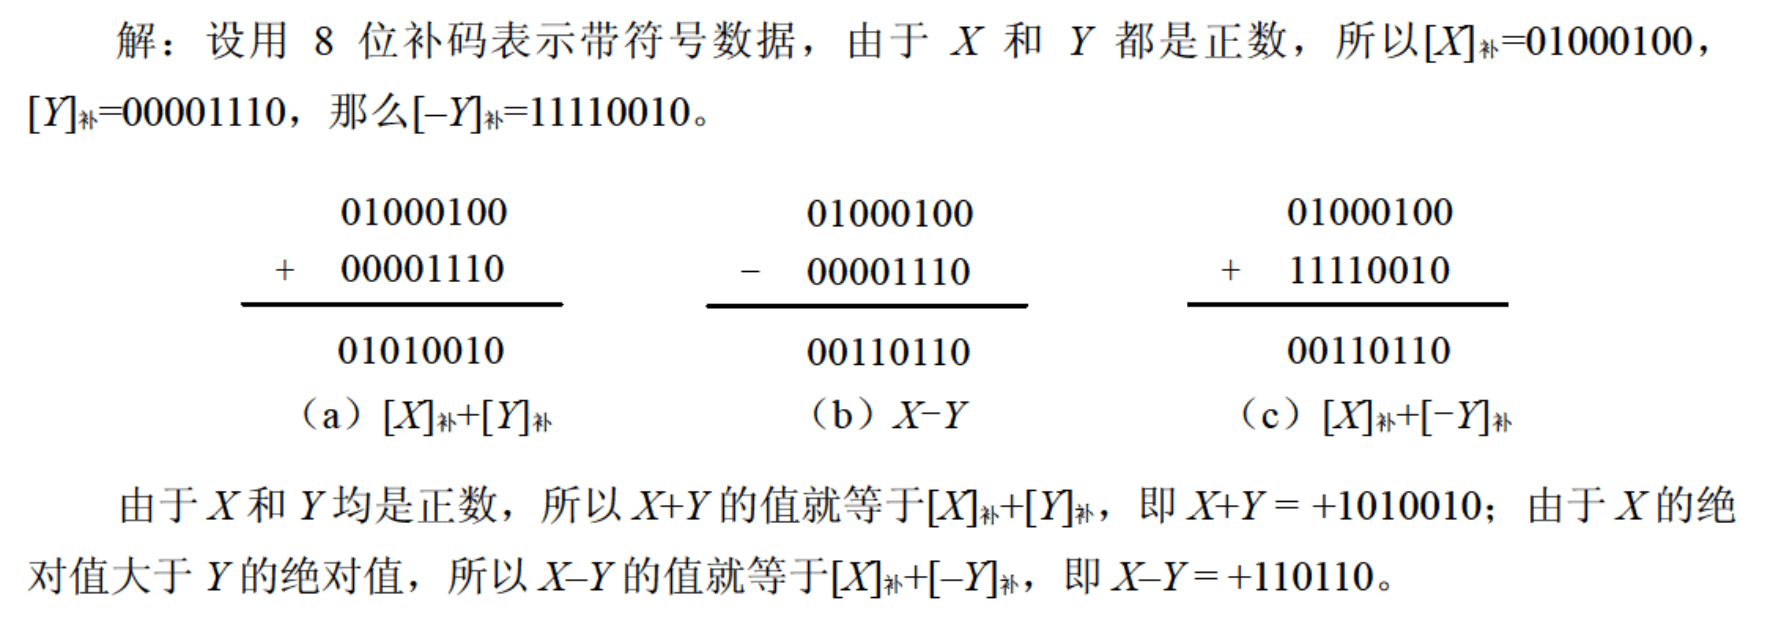 解：设用 8 位补码表示带符号数据，由于 X 和 Y 都是正数，所以[X]补=01000100，
[Y]补=00001110，那么[–Y]补=11110010。
01000100 01000100 01000100
+ 00001110 − 00001110 + 11110010
01010010 00110110 00110110
（a）[X]补+[Y]补 （b）X−Y （c）[X]补+[−Y]补
由于 X 和 Y 均是正数，所以 X+Y 的值就等于[X]补+[Y]补，即 X+Y = +1010010；由于 X 的绝
对值大于 Y 的绝对值，所以 X–Y 的值就等于[X]补+[–Y]补，即 X–Y = +110110。